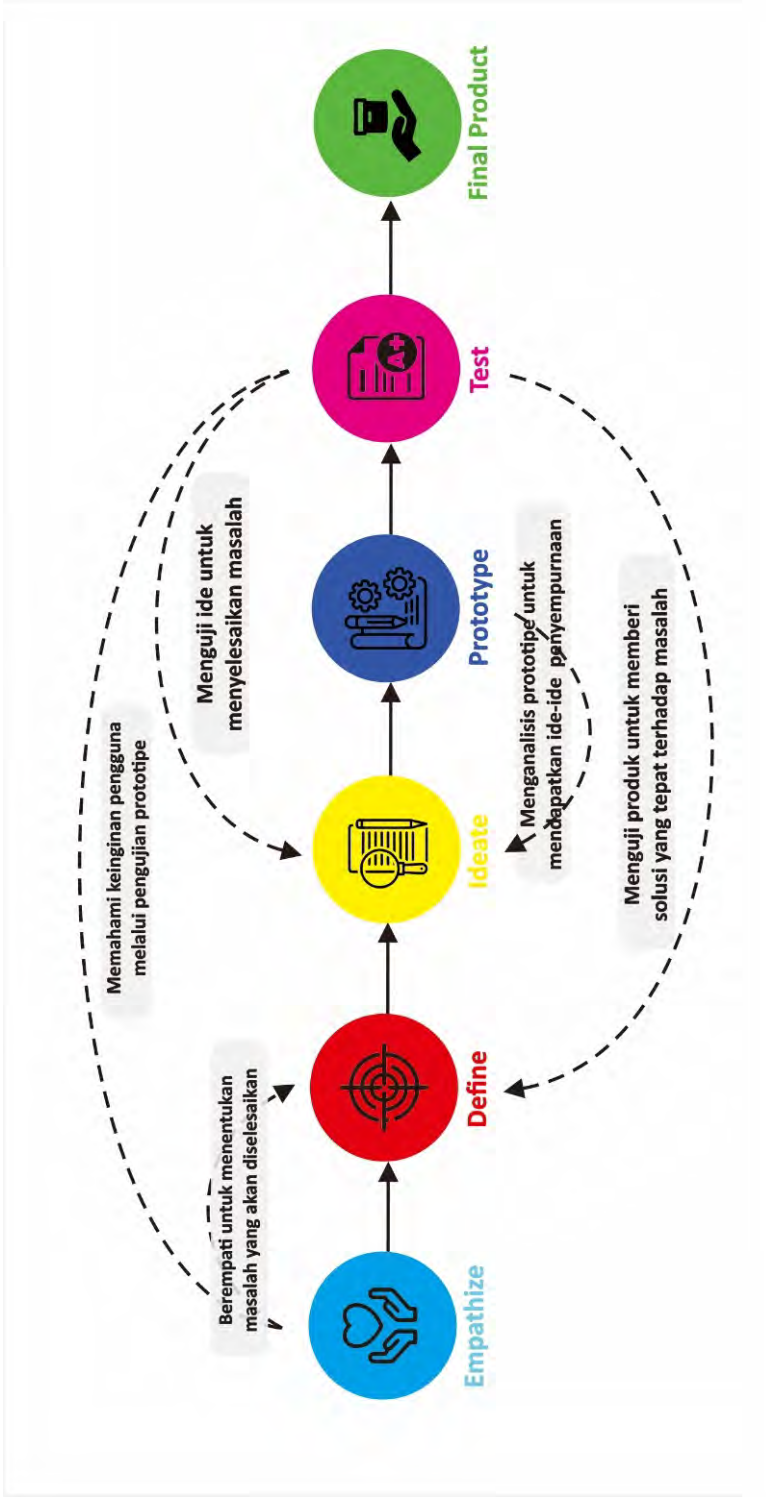 Memahami keinginan pengguna
melalui pengujian prototipe
Berempati untuk menentukan
masalah yang akan diselesaikan
Menguji ide untuk
menyelesaikan masalah
A+
Empathize
Define
Ideate
Prototype
Test
Final Product
Menganalisis prototipe untuk
mendapatkan ide-ide penyempurnaan
Menguji produk untuk memberi
solusi yang tepat terhadap masalah